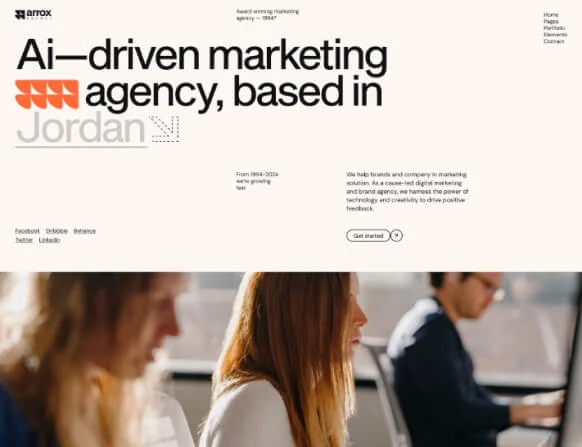 arrox
Award winning marketing
agency — 1994*
Home
Pages
Portfolio
Elements
Contact
Ai—driven marketing
agency, based in
Jordan
From 1994-2024
we're growing
fast
We help brands and company in marketing
solution. As a cause-led digital marketing
and brand agency, we harness the power of
technology and creativity to drive positive
feedback.
Facebook Dribbble Behance
Twitter Linkedin
Get started